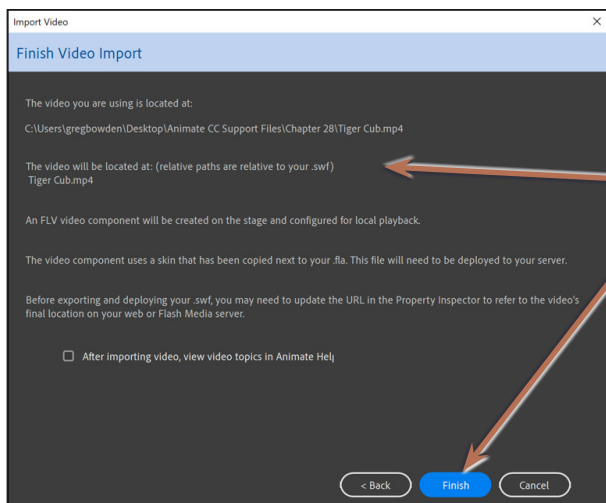 Import Video
Finish Video Import
The video you are using is located at:
C:\Users\gregbowden\Desktop\Animate CC Support Files\Chapter 28\Tiger Cub.mp4
The video will be located at: (relative paths are relative to your .swf)
Tiger Cub.mp4
An FLV video component will be created on the stage and configured for local playback.
The video component uses a skin that has been copied next to your .fla. This file will need to be deployed to your server.
Before exporting and deploying your .swf, you may need to update the URL in the Property Inspector to refer to the video's
final location on your web or Flash Media server.
After importing video, view video topics in Animate Hel
< Back Finish Cancel